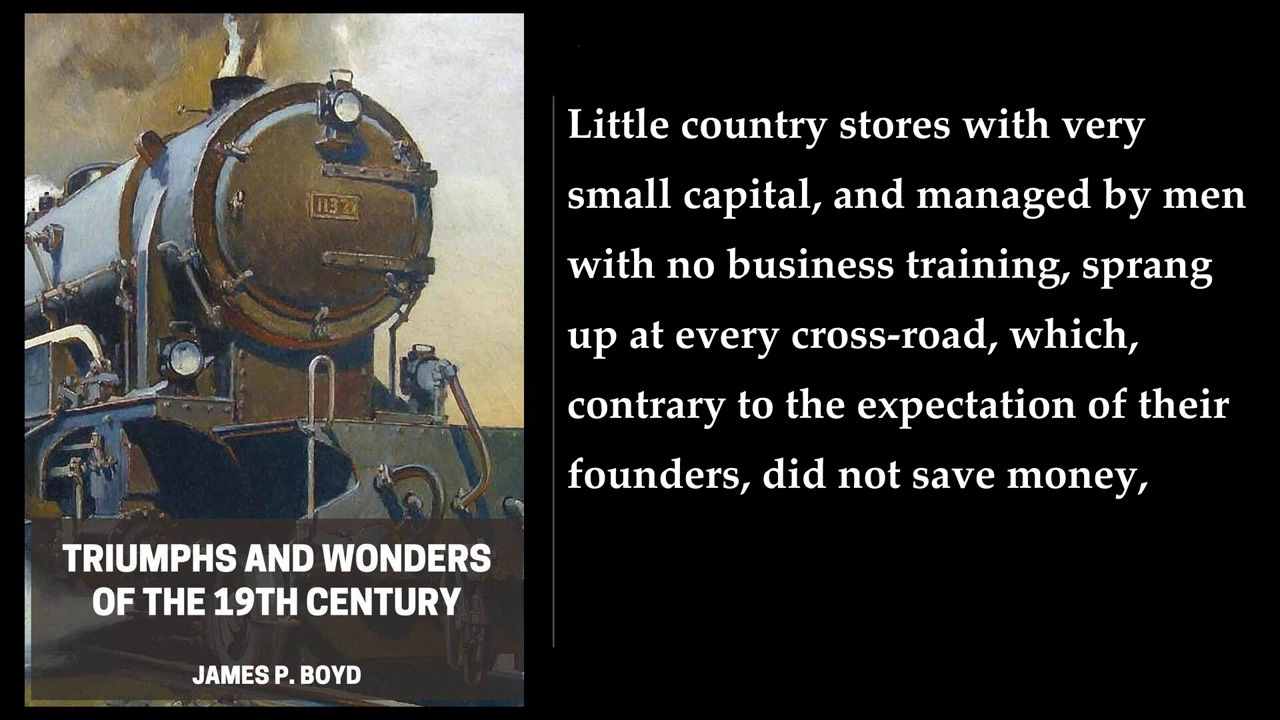 1132
TRIUMPHS AND WONDERS
OF THE 19TH CENTURY
JAMES P. BOYD
Little country stores with very
small capital, and managed by men
with no business training, sprang
up at every cross-road, which,
contrary to the expectation of their
founders, did not save money,